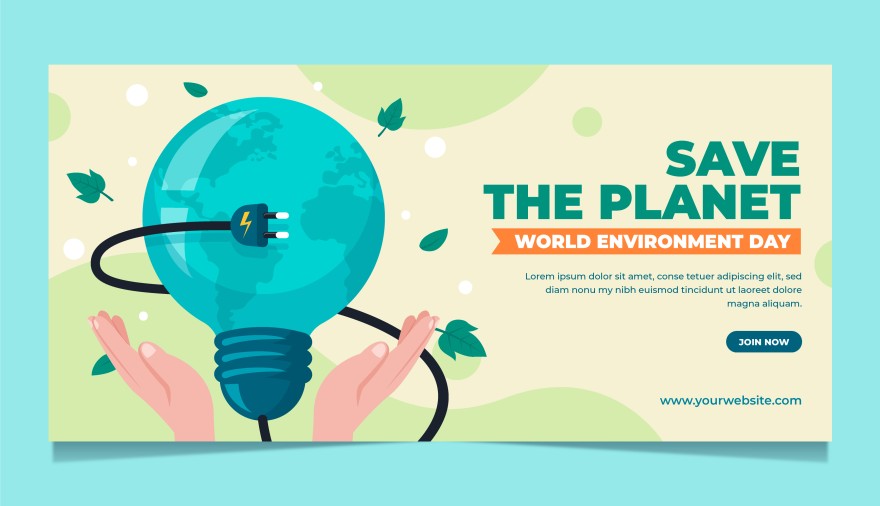 SAVE
THE PLANET
WORLD ENVIRONMENT DAY
Lorem ipsum dolor sit amet, conse tetuer adipiscing elit, sed
diam nonu my nibh euismod tincidunt ut laoreet dolore
magna aliquam.
JOIN NOW
www.yourwebsite.com